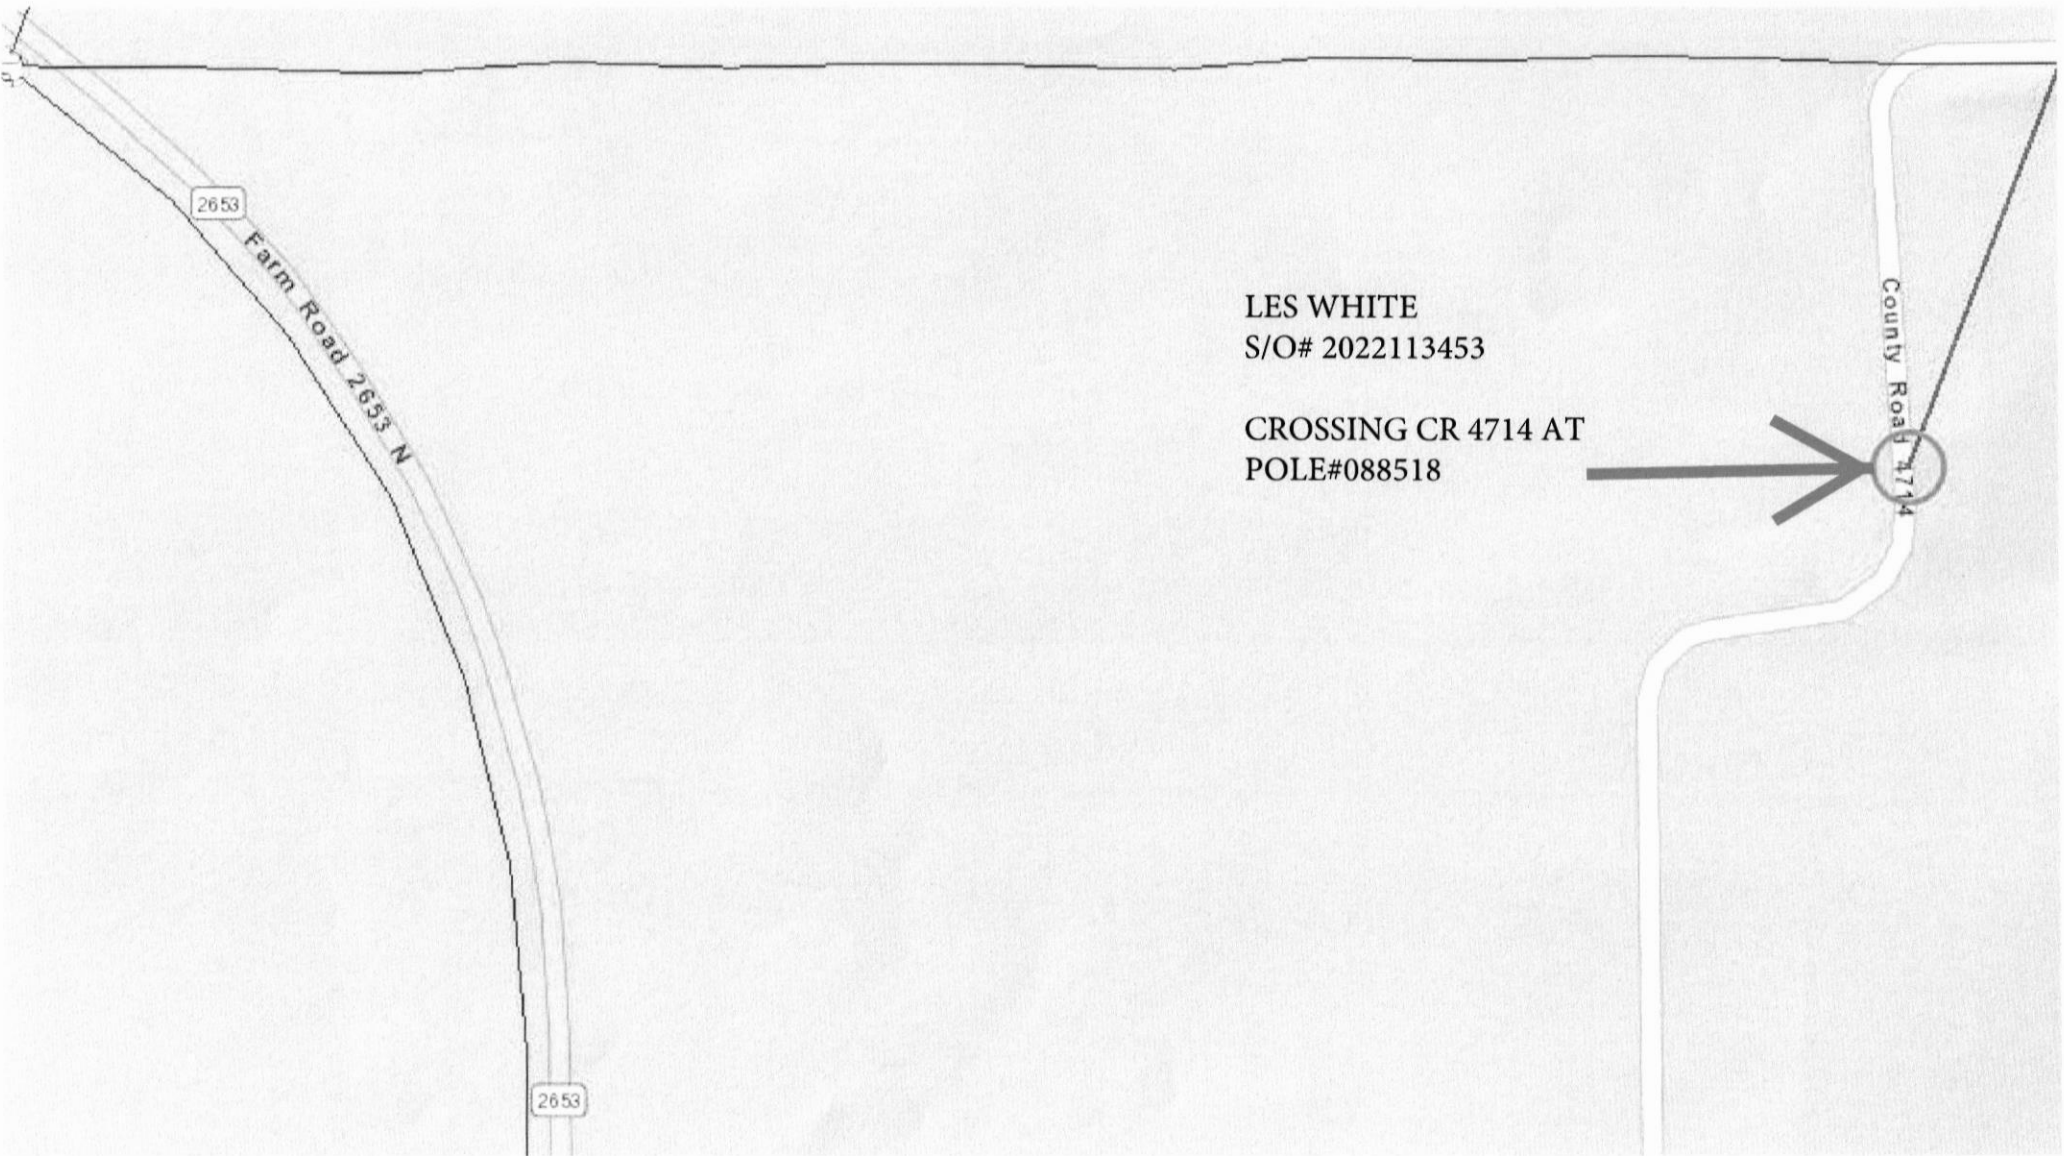 2653
Farm Road 2653 N
LES WHITE
S/O# 2022113453
CROSSING CR 4714 AT
POLE#088518
County Road 4714
2653